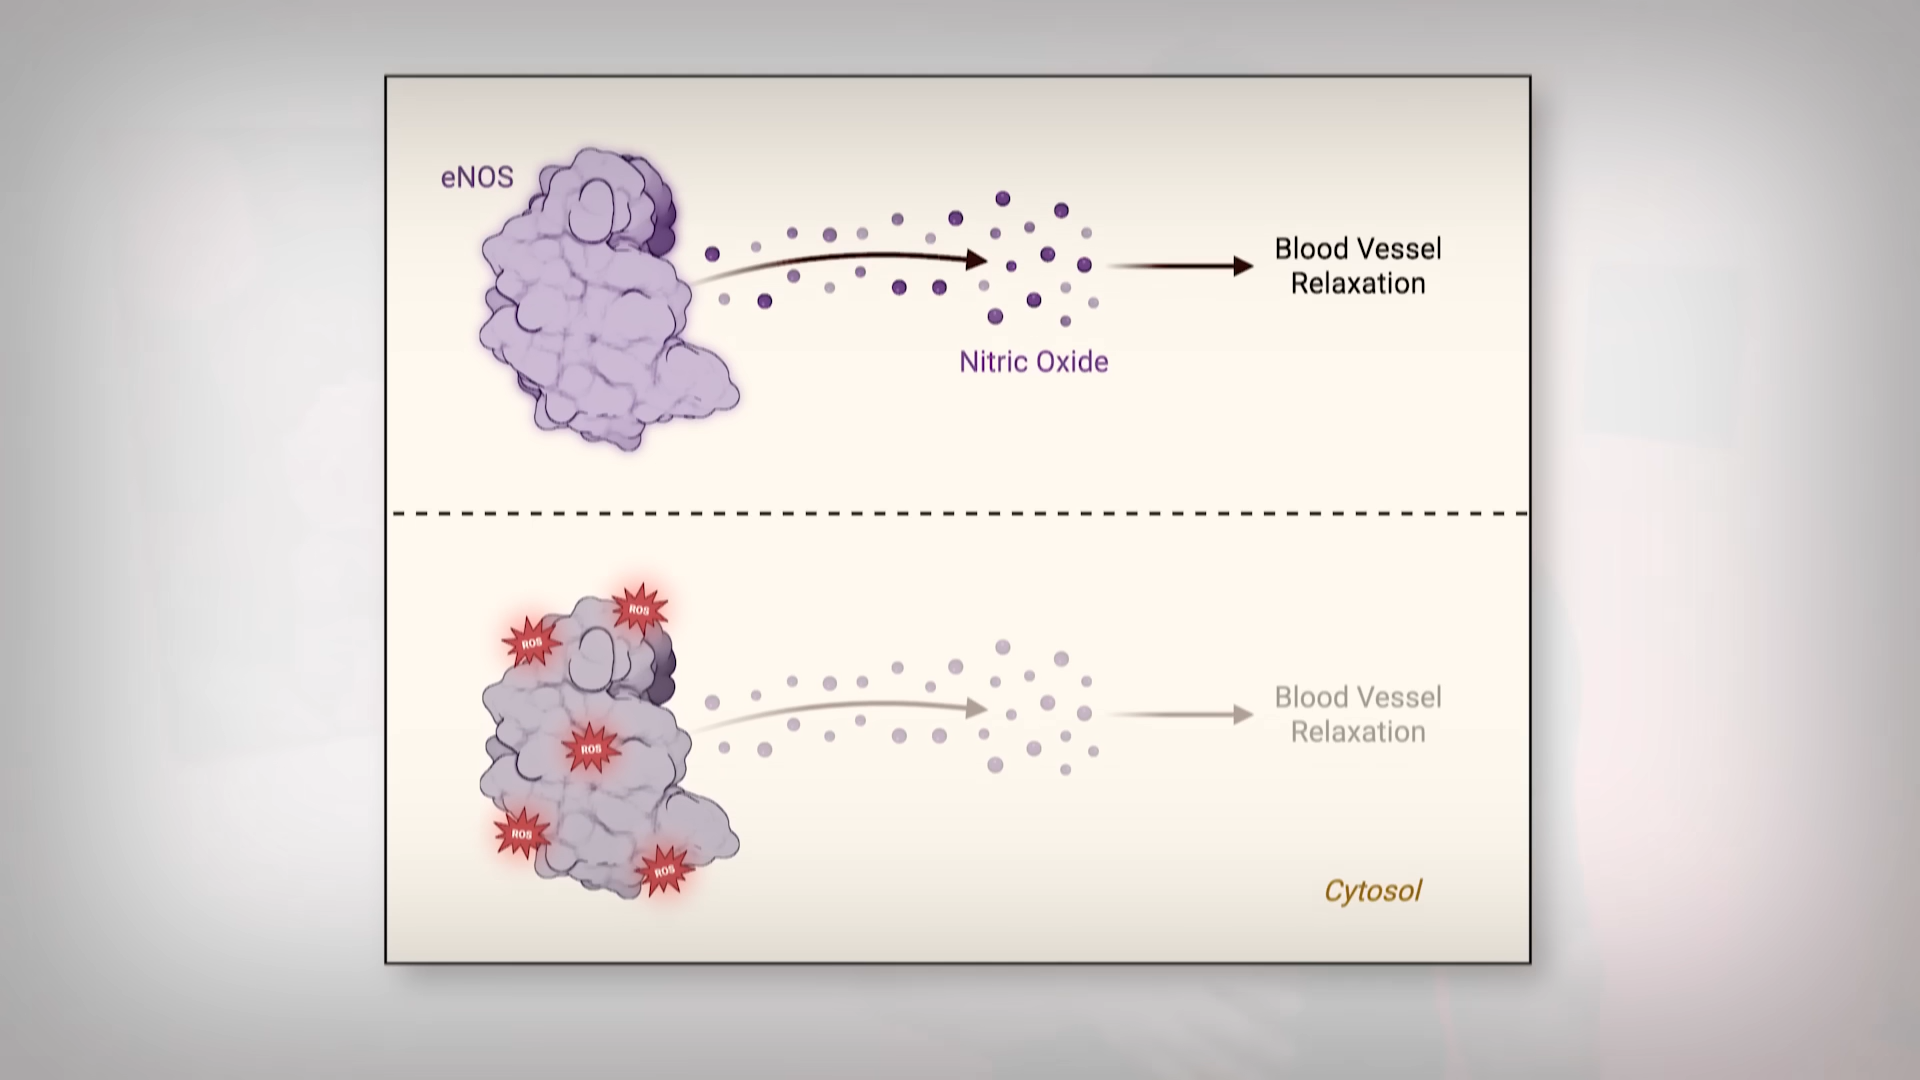 eNOS
Blood Vessel
Relaxation
Nitric Oxide
ROS
ROS
Blood Vessel
Relaxation
ROS
ROS
ROS
Cytosol